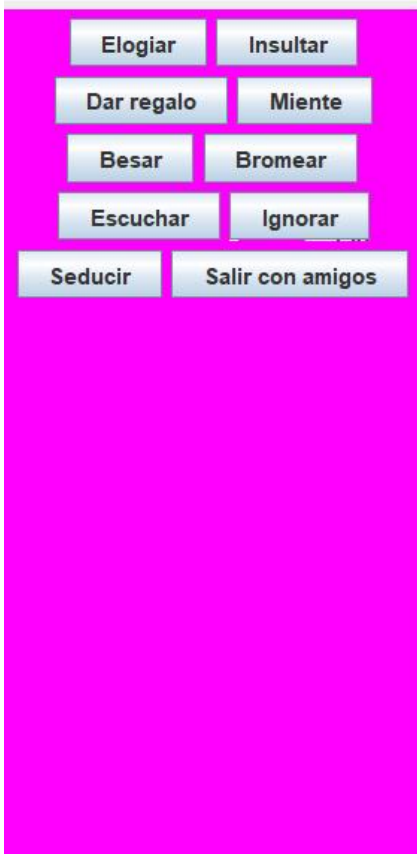 Elogiar Insultar
Dar regalo Miente
Besar Bromear
Escuchar Ignorar
Seducir Salir con amigos